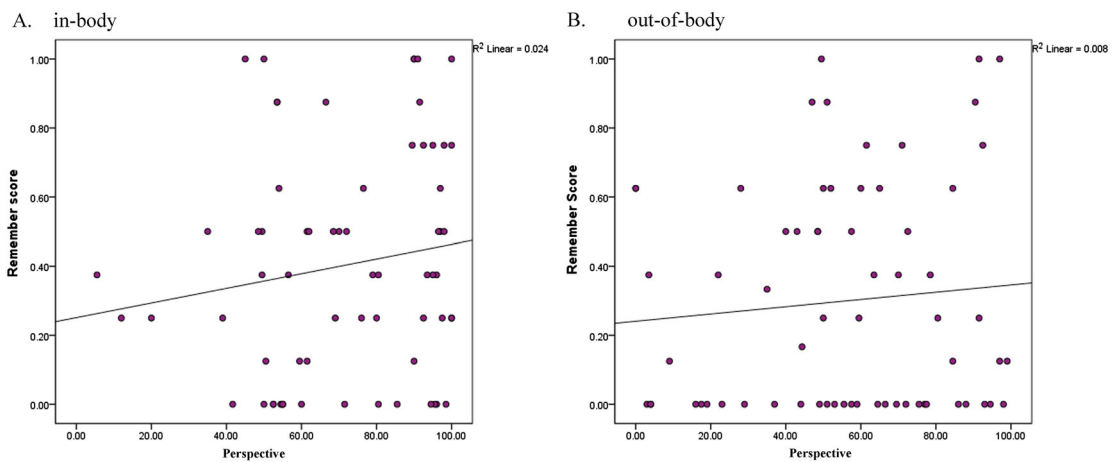 A. in-body
R² Linear = 0.024
Remember score
1.00
0.80
0.60
0.40
0.20
0.00
0.00 20.00 40.00 60.00 80.00 100.00
Perspective
B. out-of-body
R² Linear = 0.008
Remember Score
1.00
0.80
0.60
0.40
0.20
0.00
0.00 20.00 40.00 60.00 80.00 100.00
Perspective